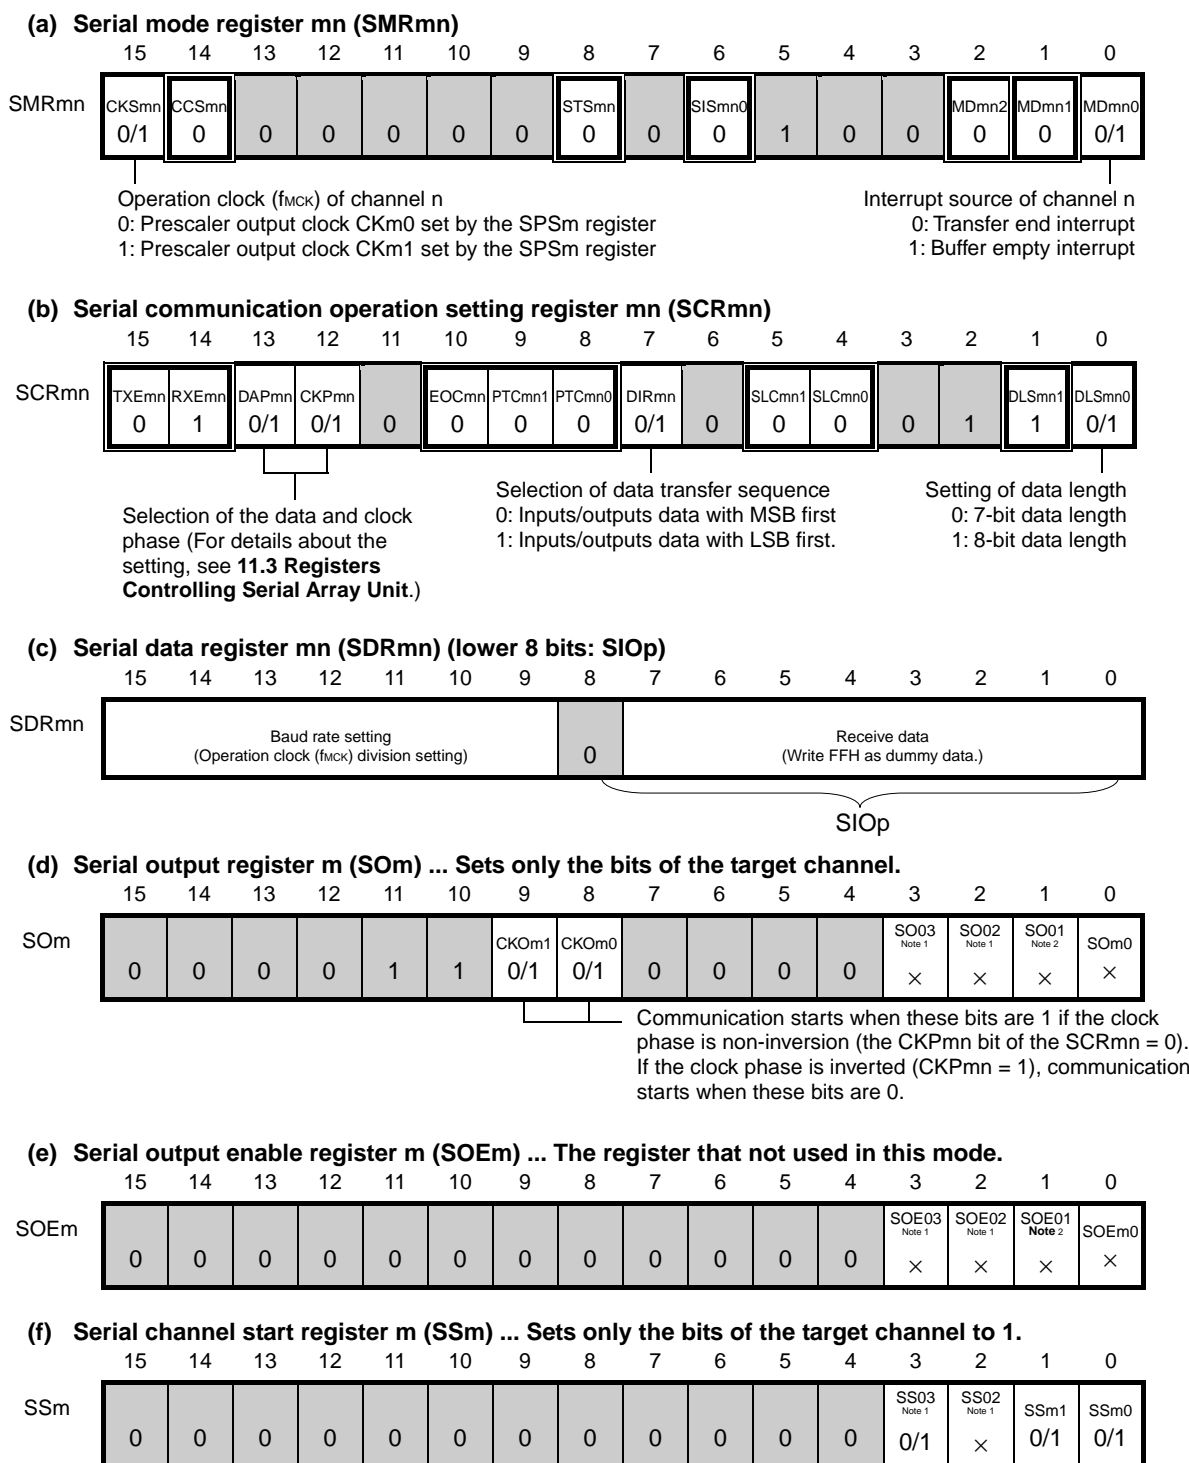 (a) Serial mode register mn (SMRmn)
15 14 13 12 11 10 9 8 7 6 5 4 3 2 1 0
SMRmn CKSmn CCSmn STSmn SISmn0 MDmn2 MDmn1 MDmn0
0/1 0 0 0 0 0 0 0 0 0 1 0 0 0 0 0/1
Operation clock (fMCK) of channel n
0: Prescaler output clock CKm0 set by the SPSm register
1: Prescaler output clock CKm1 set by the SPSm register
Interrupt source of channel n
0: Transfer end interrupt
1: Buffer empty interrupt
(b) Serial communication operation setting register mn (SCRmn)
15 14 13 12 11 10 9 8 7 6 5 4 3 2 1 0
SCRmn TXEmn RXEmn DAPmn CKPmn EOCmn PTCmn1 PTCmn0 DIRmn SLCmn1 SLCmn0 DLSmn1 DLSmn0
0 1 0/1 0/1 0 0 0 0 0/1 0 0 0 0 1 1 0/1
Selection of the data and clock
phase (For details about the
setting, see 11.3 Registers
Controlling Serial Array Unit.)
Selection of data transfer sequence
0: Inputs/outputs data with MSB first
1: Inputs/outputs data with LSB first.
Setting of data length
0: 7-bit data length
1: 8-bit data length
(c) Serial data register mn (SDRmn) (lower 8 bits: SIOp)
15 14 13 12 11 10 9 8 7 6 5 4 3 2 1 0
SDRmn
Baud rate setting
(Operation clock (fMCK) division setting)
0
Receive data
(Write FFH as dummy data.)
SIOp
(d) Serial output register m (SOm) ... Sets only the bits of the target channel.
15 14 13 12 11 10 9 8 7 6 5 4 3 2 1 0
SOm CKOm1 CKOm0 SO03 SO02 SO01 SOm0
Note 1 Note 1 Note 2
0 0 0 0 1 1 0/1 0/1 0 0 0 0 × × × ×
Communication starts when these bits are 1 if the clock
phase is non-inversion (the CKPmn bit of the SCRmn = 0).
If the clock phase is inverted (CKPmn = 1), communication
starts when these bits are 0.
(e) Serial output enable register m (SOEm) ... The register that not used in this mode.
15 14 13 12 11 10 9 8 7 6 5 4 3 2 1 0
SOEm SOE03 SOE02 SOE01 SOEm0
Note 1 Note 1 Note 2
0 0 0 0 0 0 0 0 0 0 0 0 × × × ×
(f) Serial channel start register m (SSm) ... Sets only the bits of the target channel to 1.
15 14 13 12 11 10 9 8 7 6 5 4 3 2 1 0
SSm SS03 SS02 SSm1 SSm0
Note 1 Note 1
0 0 0 0 0 0 0 0 0 0 0 0 0/1 × 0/1 0/1